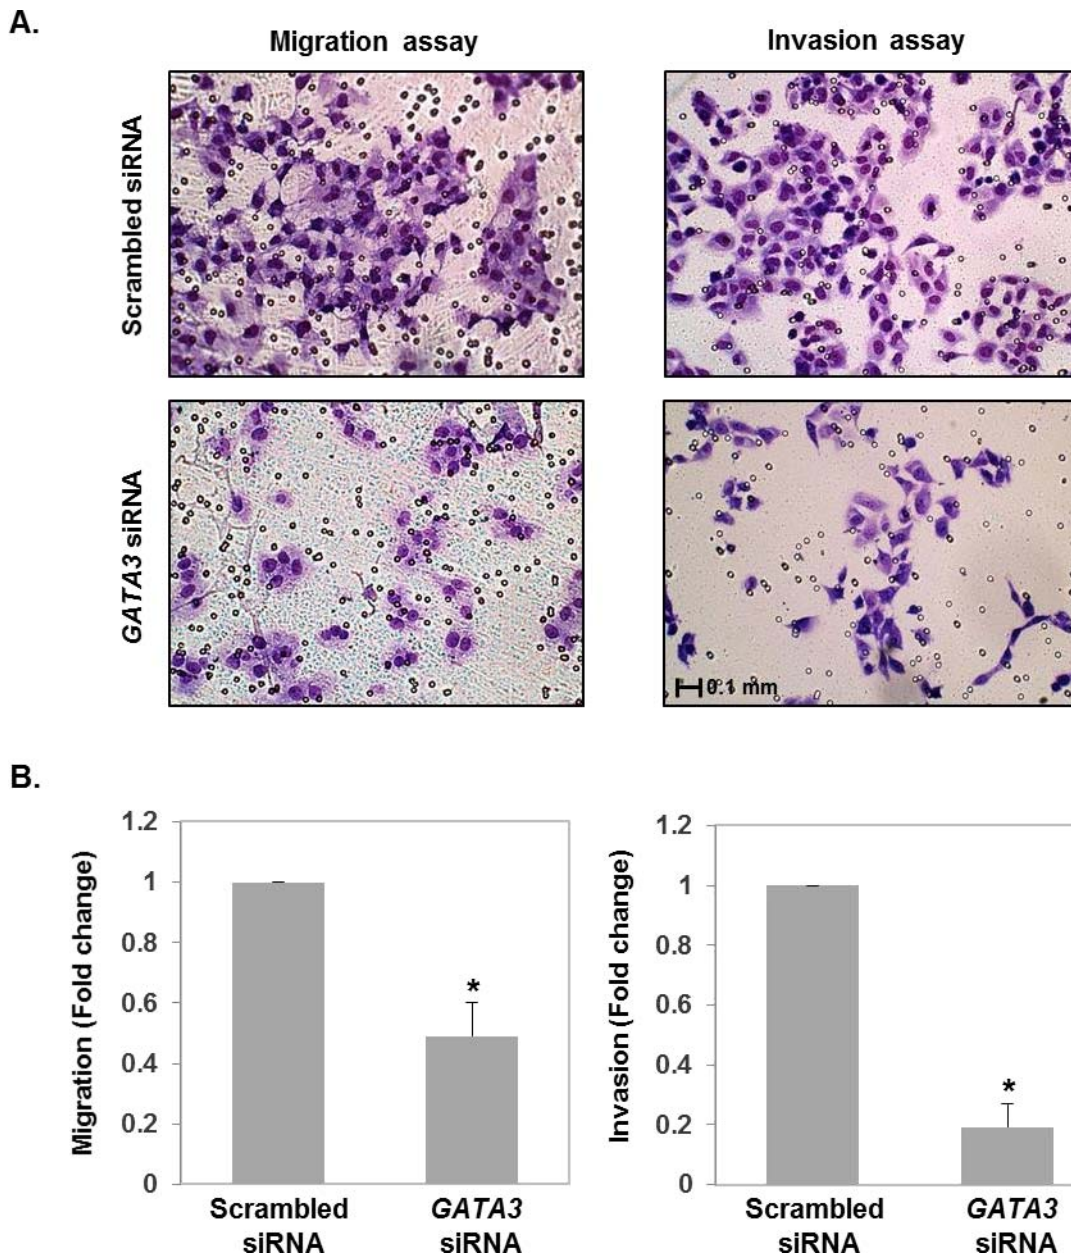 A.
Migration assay
Invasion assay
Scrambled siRNA
GATA3 siRNA
0.1 mm
B.
Migration (Fold change)
1.2
1
0.8
0.6
0.4
0.2
0
*
Scrambled
siRNA
GATA3
siRNA
Invasion (Fold change)
1.2
1
0.8
0.6
0.4
0.2
0
*
Scrambled
siRNA
GATA3
siRNA